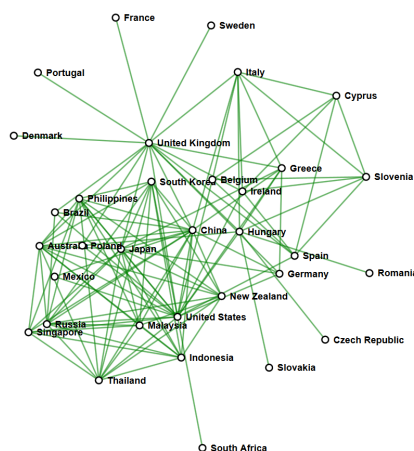 France
Sweden
Italy
Portugal
Cyprus
Denmark
United Kingdom
Greece
Slovenia
South Korea
Belgium
Ireland
Philippines
Brazil
China
Hungary
Australia
Poland
Japan
Spain
Mexico
Germany
Romania
New Zealand
United States
Russia
Malaysia
Singapore
Czech Republic
Indonesia
Slovakia
Thailand
South Africa